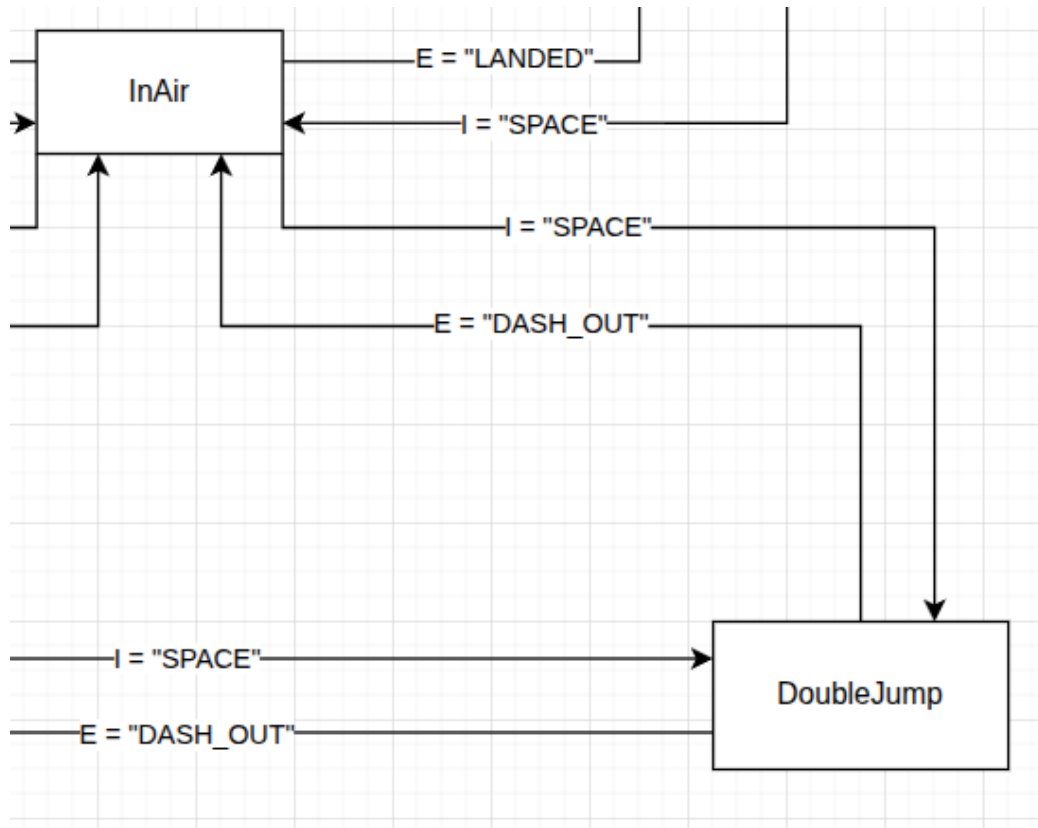 E = "LANDED"
InAir
I = "SPACE"
I = "SPACE"
E = "DASH_OUT"
I = "SPACE"
DoubleJump
E = "DASH_OUT"